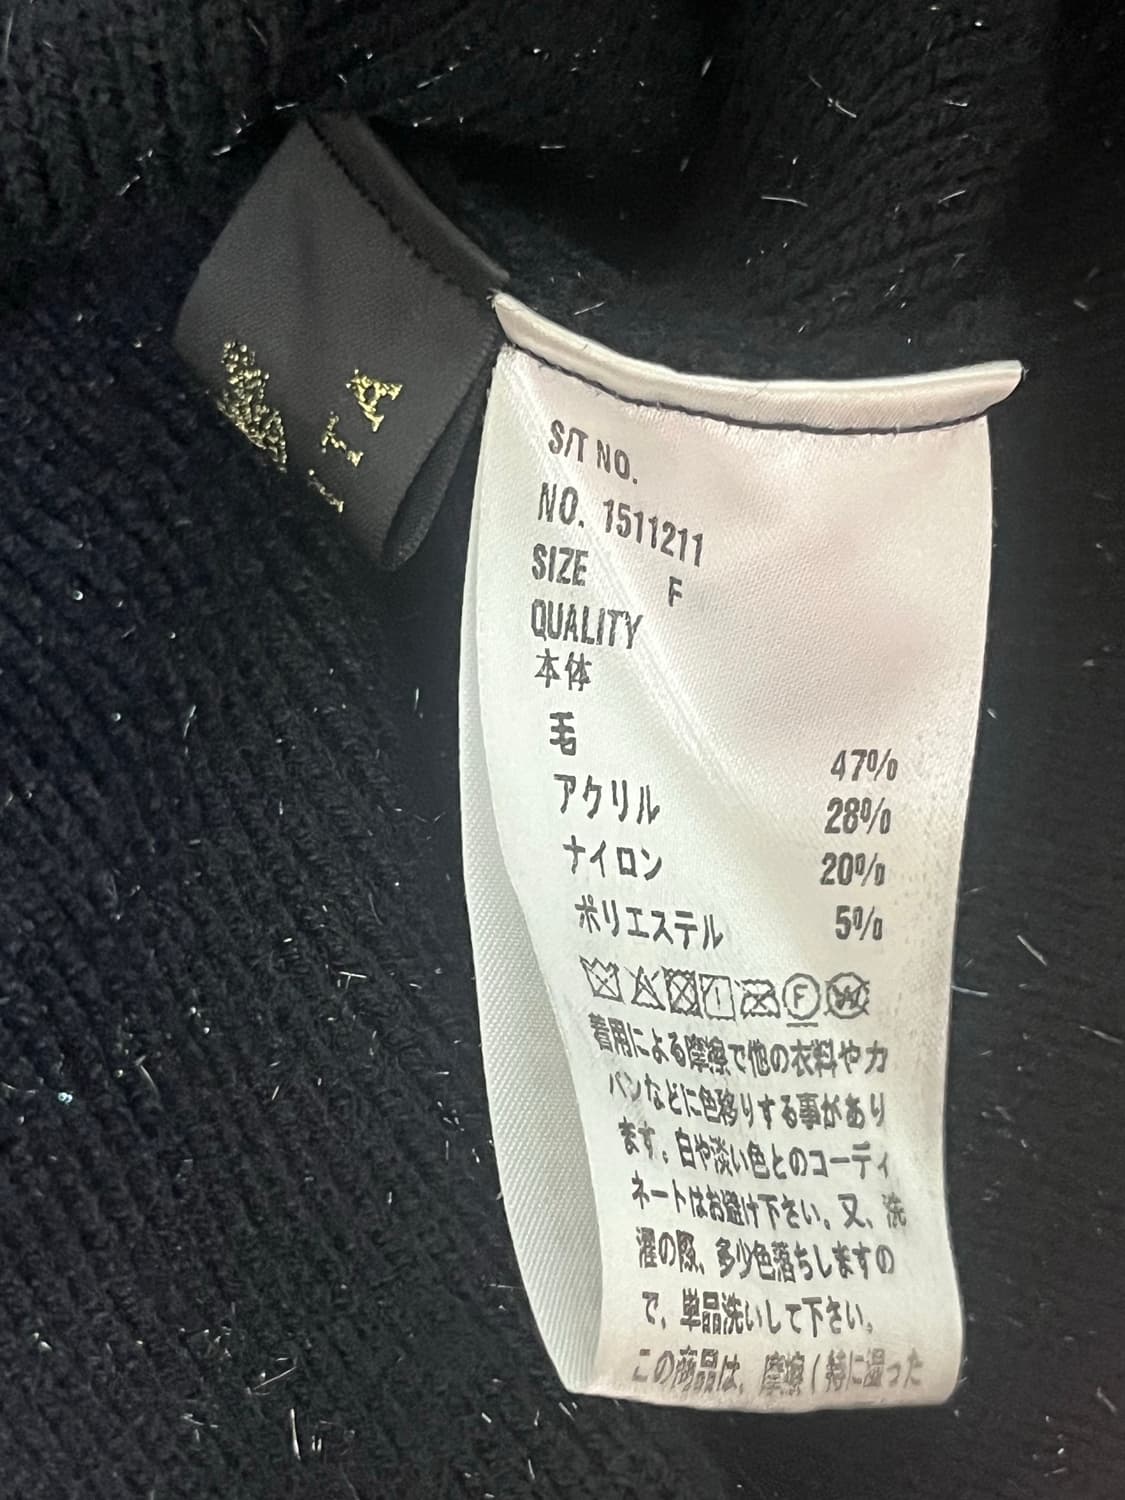 TA
S/T NO.
NO. 1511211
SIZE F
QUALITY
本体
毛 47%
アクリル 28%
ナイロン 20%
ポリエステル 5%
F W
着用による摩擦で他の衣料やカ
バンなどに色移りする事があり
ます。白や淡い色とのコーディ
ネートはお避け下さい。又、洗
濯の際、多少色落ちしますの
で、単品洗いして下さい。
この商品は、摩擦(特に湿った